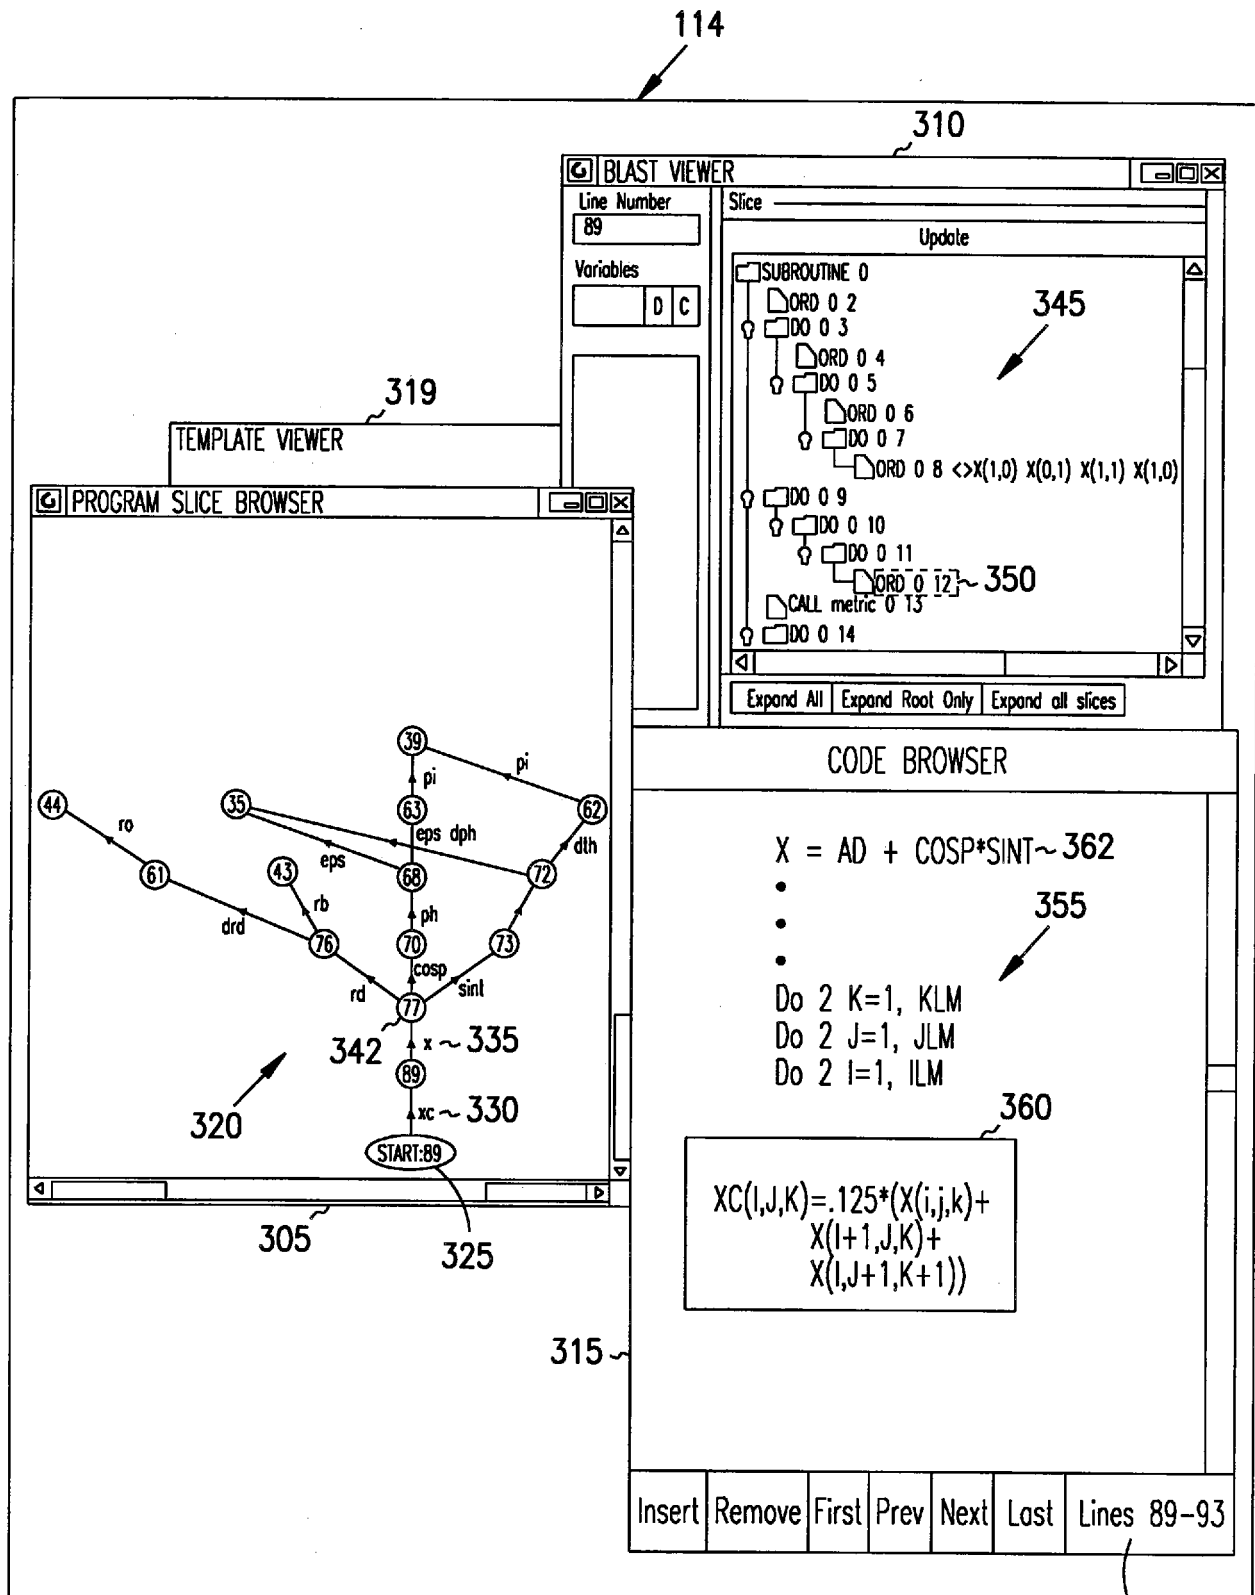 114
310
BLAST VIEWER
Line Number
89
Variables
D C
Slice
Update
SUBROUTINE 0
ORD 0 2
DO 0 3
ORD 0 4
DO 0 5
ORD 0 6
DO 0 7
ORD 0 8 <>X(1,0) X(0,1) X(1,1) X(1,0)
DO 0 9
DO 0 10
DO 0 11
ORD 0 12
CALL metric 0 13
DO 0 14
345
350
Expand All
Expand Root Only
Expand all slices
319
TEMPLATE VIEWER
PROGRAM SLICE BROWSER
39
pi
pi
44
35
63
62
ro
eps dph
dth
eps
61
43
68
72
rb
ph
drd
76
70
73
cosp
rd
sint
77
342
x
335
89
320
xc
330
START:89
305
325
CODE BROWSER
X = AD + COSP*SINT
362
355
Do 2 K=1, KLM
Do 2 J=1, JLM
Do 2 I=1, ILM
360
XC(I,J,K)=.125*(X(i,j,k)+
X(I+1,J,K)+
X(I,J+1,K+1))
315
Insert
Remove
First
Prev
Next
Last
Lines 89-93